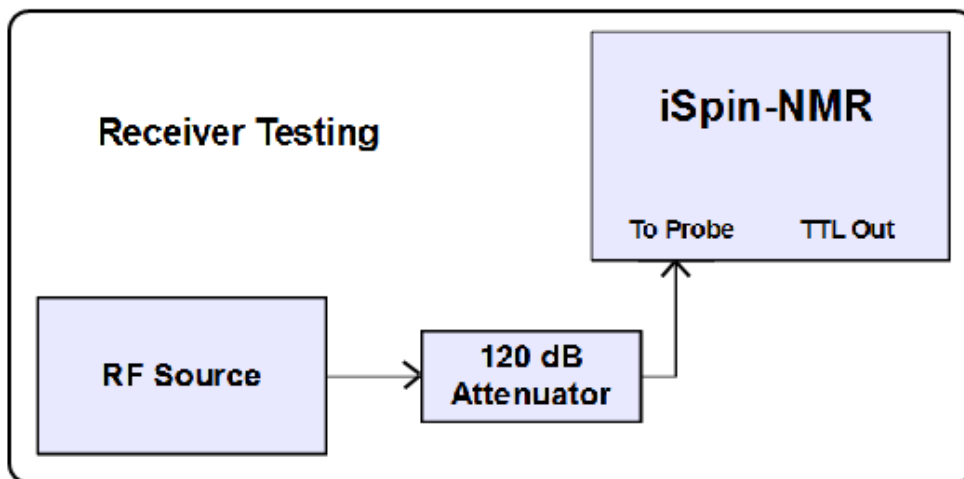 iSpin-NMR
Receiver Testing
To Probe
TTL Out
RF Source
120 dB
Attenuator